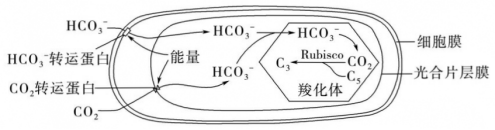 HCO₃⁻
HCO₃⁻ HCO₃⁻ 细胞膜
HCO₃⁻转运蛋白 能量 C₃ Rubisco CO₂ 光合片层膜
HCO₃⁻ C₅
CO₂转运蛋白 羧化体
CO₂